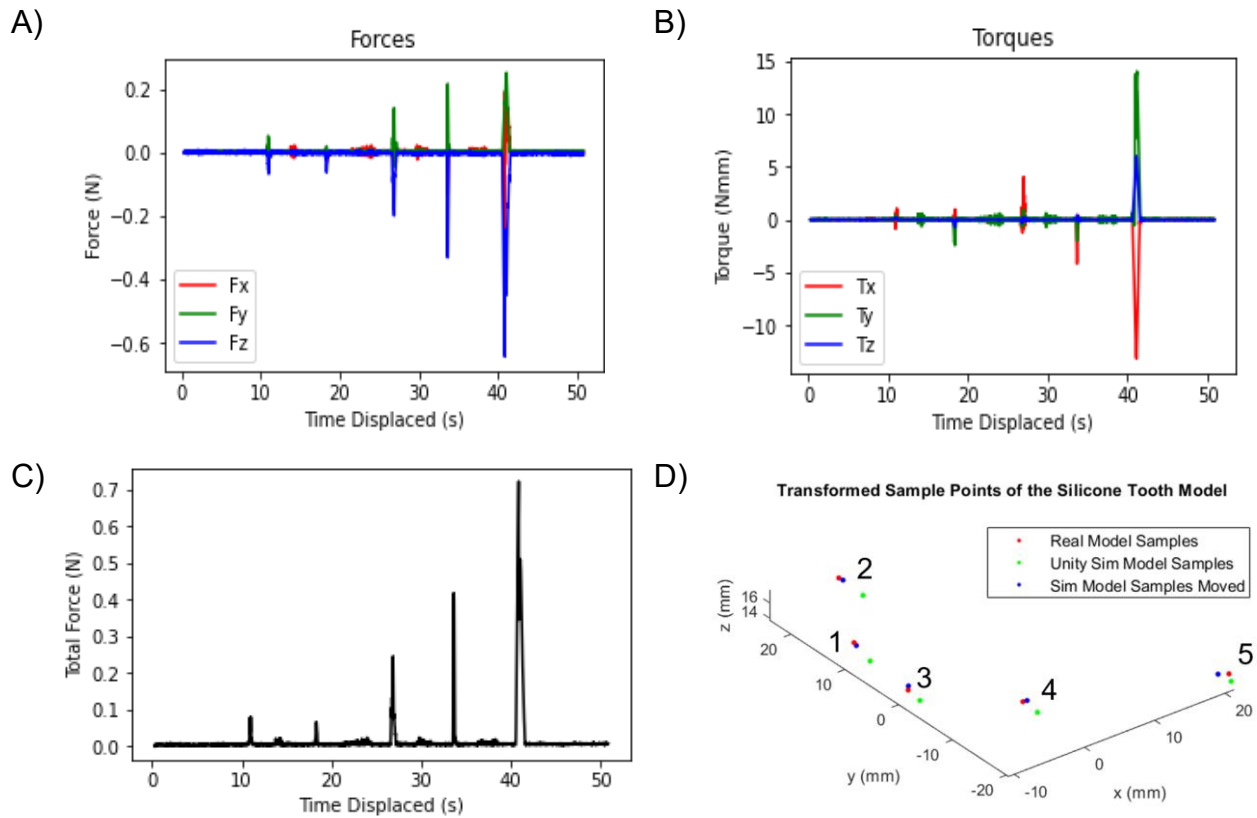 A)
Forces
0.2
0.0
−0.2
−0.4
−0.6
Force (N)
Fx
Fy
Fz
0 10 20 30 40 50
Time Displaced (s)
B)
Torques
15
10
5
0
−5
−10
Torque (Nmm)
Tx
Ty
Tz
0 10 20 30 40 50
Time Displaced (s)
C)
0.7
0.6
0.5
0.4
0.3
0.2
0.1
0.0
Total Force (N)
0 10 20 30 40 50
Time Displaced (s)
D)
Transformed Sample Points of the Silicone Tooth Model
Real Model Samples
Unity Sim Model Samples
Sim Model Samples Moved
2
1
3
4
5
z (mm)
16
14
20
10
0
-10
-20
y (mm)
-10
0
10
20
x (mm)